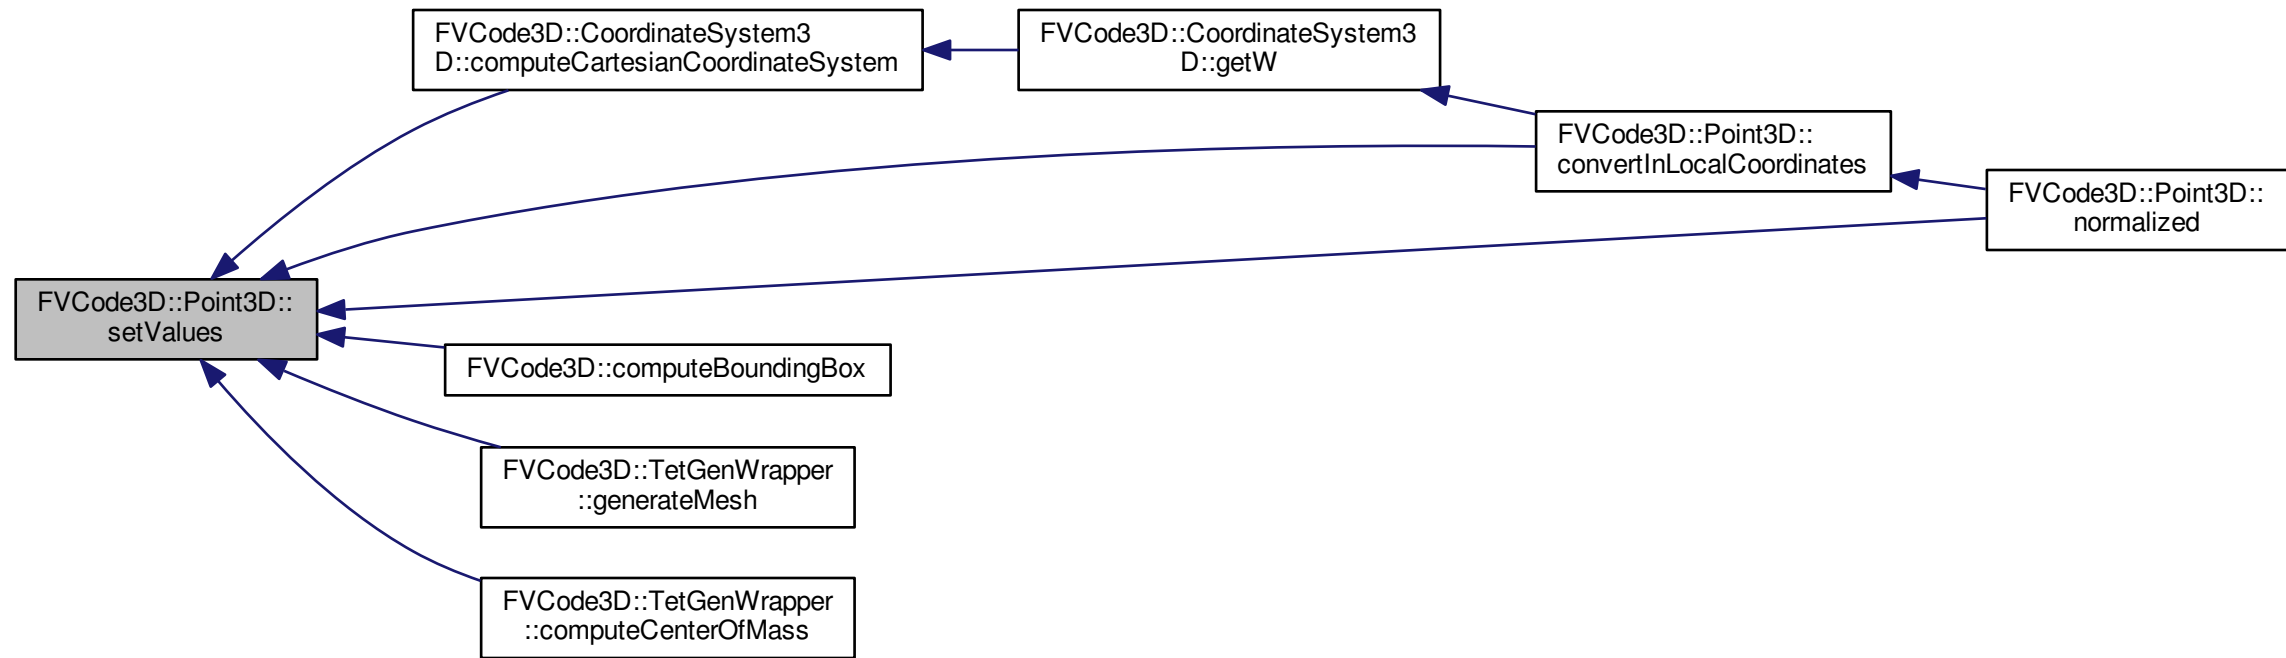 FVCode3D::CoordinateSystem3
D::computeCartesianCoordinateSystem
FVCode3D::CoordinateSystem3
D::getW
FVCode3D::Point3D::
convertInLocalCoordinates
FVCode3D::Point3D::
normalized
FVCode3D::Point3D::
setValues
FVCode3D::computeBoundingBox
FVCode3D::TetGenWrapper
::generateMesh
FVCode3D::TetGenWrapper
::computeCenterOfMass